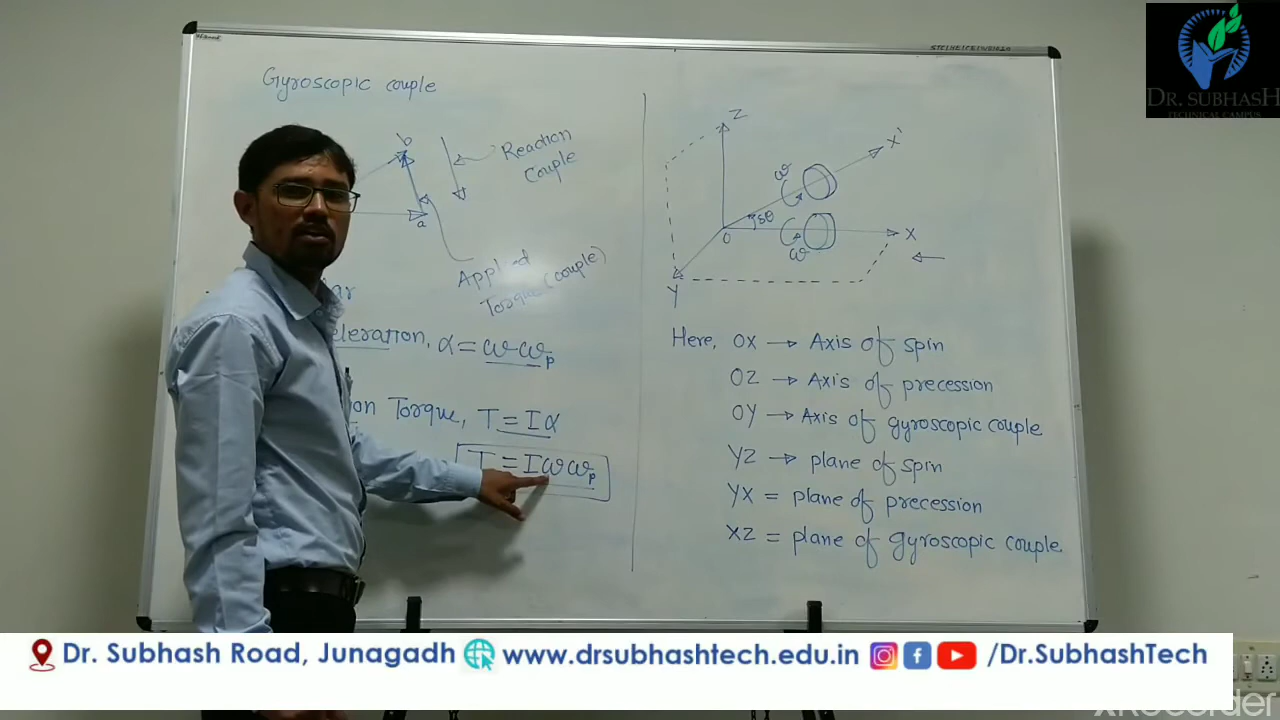 Gyroscopic couple
b
Reaction
Couple
a
Applied
Torque (couple)
eleration, α = ω ωp
on Torque, T = Iα
T = Iωωp
Z
X'
ω
δθ
O
X
ω
Y
Here, OX → Axis of spin
OZ → Axis of precession
OY → Axis of gyroscopic couple
YZ → plane of spin
YX = plane of precession
XZ = plane of gyroscopic couple.
DR. SUBHASH
TECHNICAL CAMPUS
Dr. Subhash Road, Junagadh www.drsubhashtech.edu.in /Dr.SubhashTech